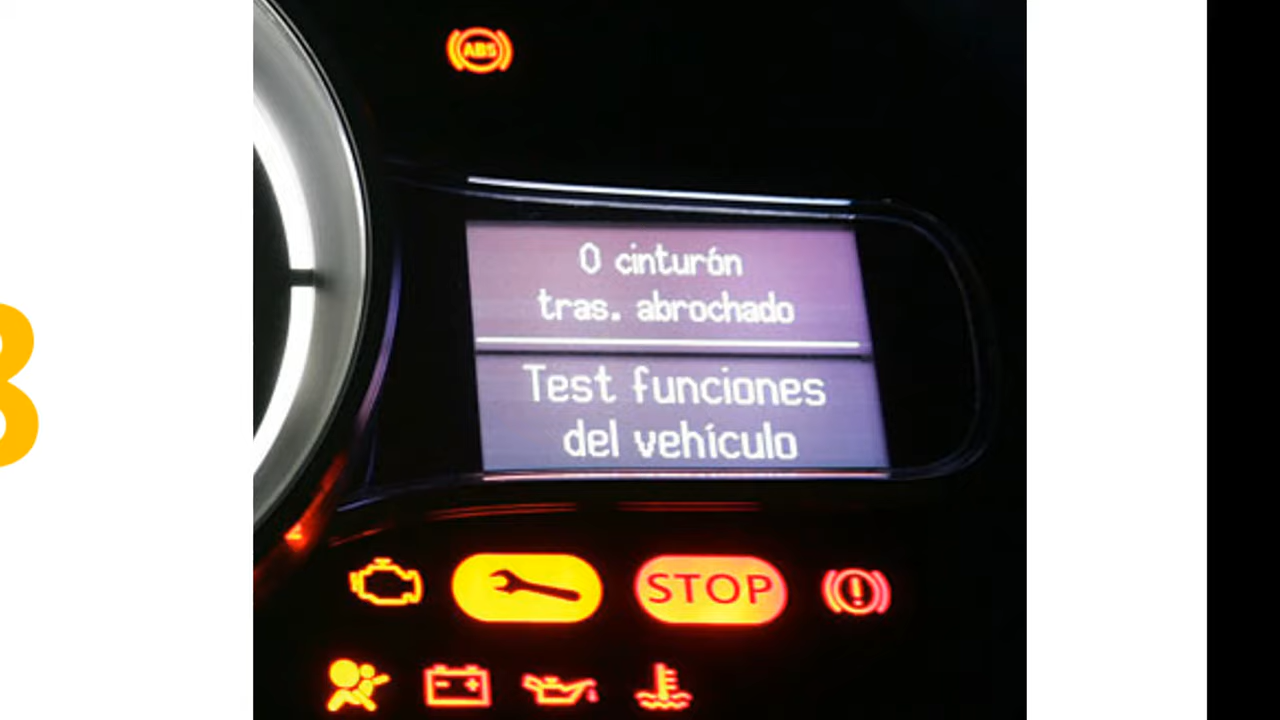 ABS
0 cinturón
tras. abrochado
Test funciones
del vehículo
STOP